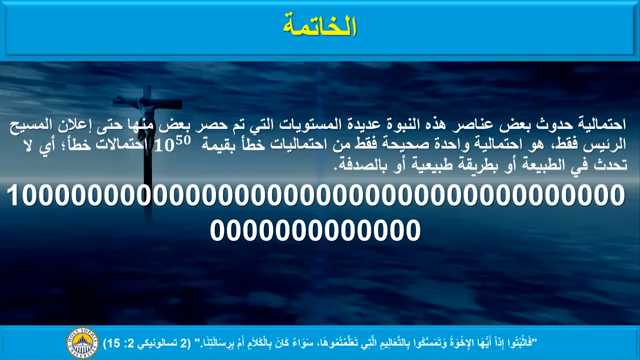 الخاتمة
احتمالية حدوث بعض عناصر هذه النبوة عديدة المستويات التي تم حصر بعض منها حتى إعلان المسيح
الرئيس فقط، هو احتمالية واحدة صحيحة فقط من احتماليات خطأ بقيمة 10⁵⁰ احتمالات خطأ؛ أي لا
تحدث في الطبيعة أو بطريقة طبيعية أو بالصدفة.
10000000000000000000000000000000000000
0000000000000
"فَاثْبُتُوا إِذاً أَيُّهَا الإِخْوَةُ وَتَمَسَّكُوا بِالتَّعَالِيمِ الَّتِي تَعَلَّمْتُمُوهَا، سَوَاءٌ كَانَ بِالْكَلاَمِ أَمْ بِرِسَالَتِنَا." (2 تسالونيكي 2: 15)